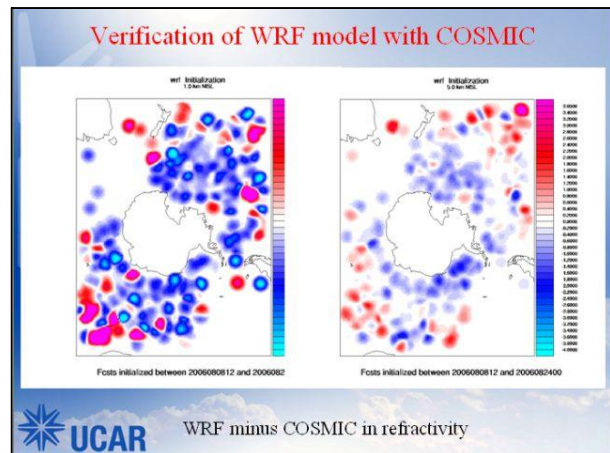 Verification of WRF model with COSMIC
wrf Initialization
1.0 km MSL
wrf Initialization
5.0 km MSL
Fcsts initialized between 2006080812 and 2006082
Fcsts initialized between 2006080812 and 2006082400
UCAR
WRF minus COSMIC in refractivity